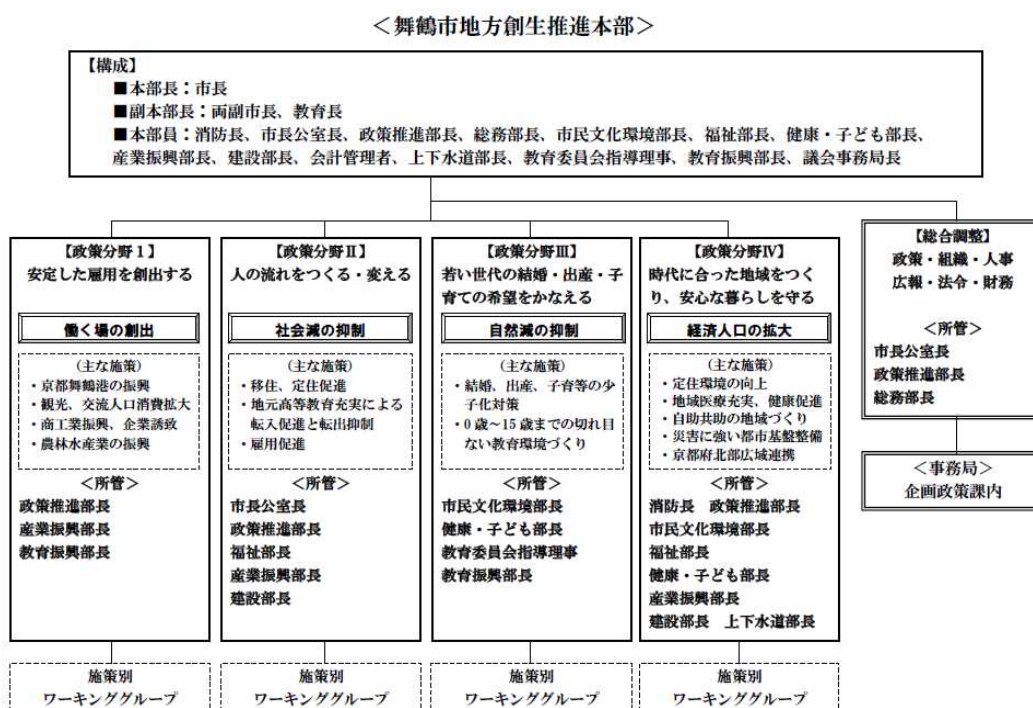 ＜舞鶴市地方創生推進本部＞
【構成】
■本部長：市長
■副本部長：両副市長、教育長
■本部員：消防長、市長公室長、政策推進部長、総務部長、市民文化環境部長、福祉部長、健康・子ども部長、
産業振興部長、建設部長、会計管理者、上下水道部長、教育委員会指導理事、教育振興部長、議会事務局長
【政策分野Ⅰ】
安定した雇用を創出する
働く場の創出
（主な施策）
・京都舞鶴港の振興
・観光、交流人口消費拡大
・商工業振興、企業誘致
・農林水産業の振興
＜所管＞
政策推進部長
産業振興部長
教育振興部長
施策別
ワーキンググループ
【政策分野Ⅱ】
人の流れをつくる・変える
社会減の抑制
（主な施策）
・移住、定住促進
・地元高等教育充実による
転入促進と転出抑制
・雇用促進
＜所管＞
市長公室長
政策推進部長
福祉部長
産業振興部長
建設部長
施策別
ワーキンググループ
【政策分野Ⅲ】
若い世代の結婚・出産・子
育ての希望をかなえる
自然減の抑制
（主な施策）
・結婚、出産、子育等の少
子化対策
・0歳～15歳までの切れ目
ない教育環境づくり
＜所管＞
市民文化環境部長
健康・子ども部長
教育委員会指導理事
教育振興部長
施策別
ワーキンググループ
【政策分野Ⅳ】
時代に合った地域をつく
り、安心な暮らしを守る
経済人口の拡大
（主な施策）
・定住環境の向上
・地域医療充実、健康促進
・自助共助の地域づくり
・災害に強い都市基盤整備
・京都府北部広域連携
＜所管＞
消防長　政策推進部長
市民文化環境部長
福祉部長
健康・子ども部長
産業振興部長
建設部長　上下水道部長
施策別
ワーキンググループ
【総合調整】
政策・組織・人事
広報・法令・財務
＜所管＞
市長公室長
政策推進部長
総務部長
＜事務局＞
企画政策課内